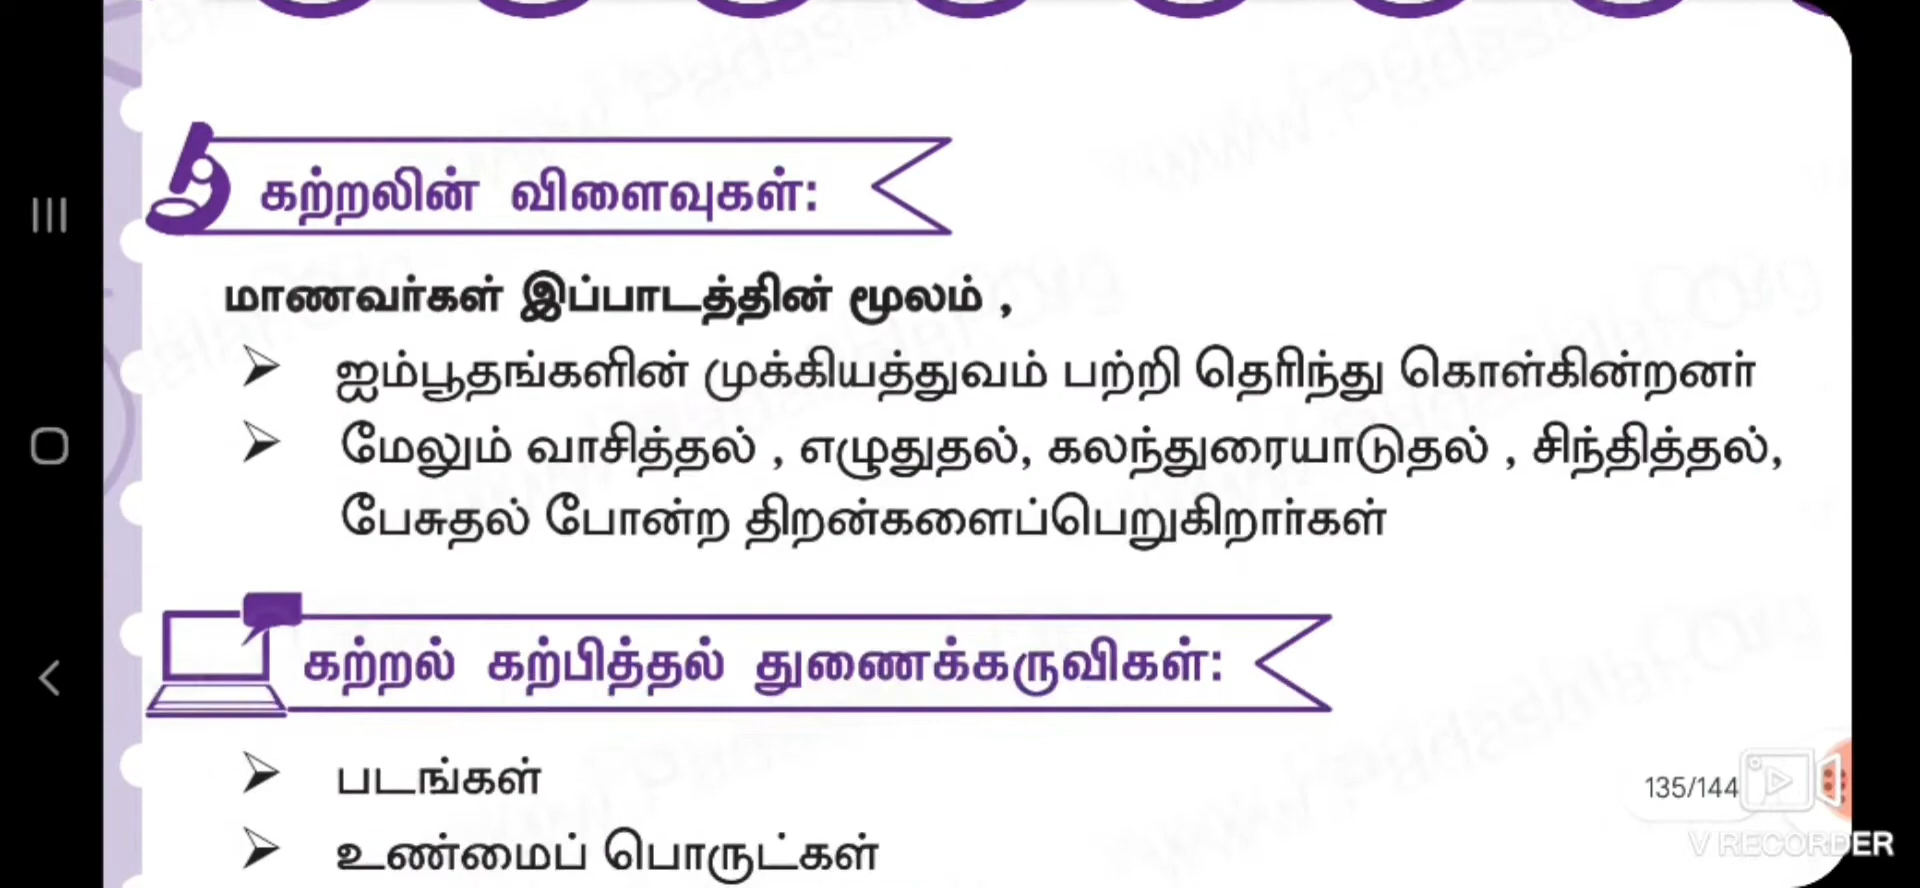 கற்றலின் விளைவுகள்:
மாணவர்கள் இப்பாடத்தின் மூலம் ,
ஐம்பூதங்களின் முக்கியத்துவம் பற்றி தெரிந்து கொள்கின்றனர்
மேலும் வாசித்தல் , எழுதுதல், கலந்துரையாடுதல் , சிந்தித்தல்,
பேசுதல் போன்ற திறன்களைப்பெறுகிறார்கள்
கற்றல் கற்பித்தல் துணைக்கருவிகள்:
படங்கள்
135/144
V RECORDER
உண்மைப் பொருட்கள்